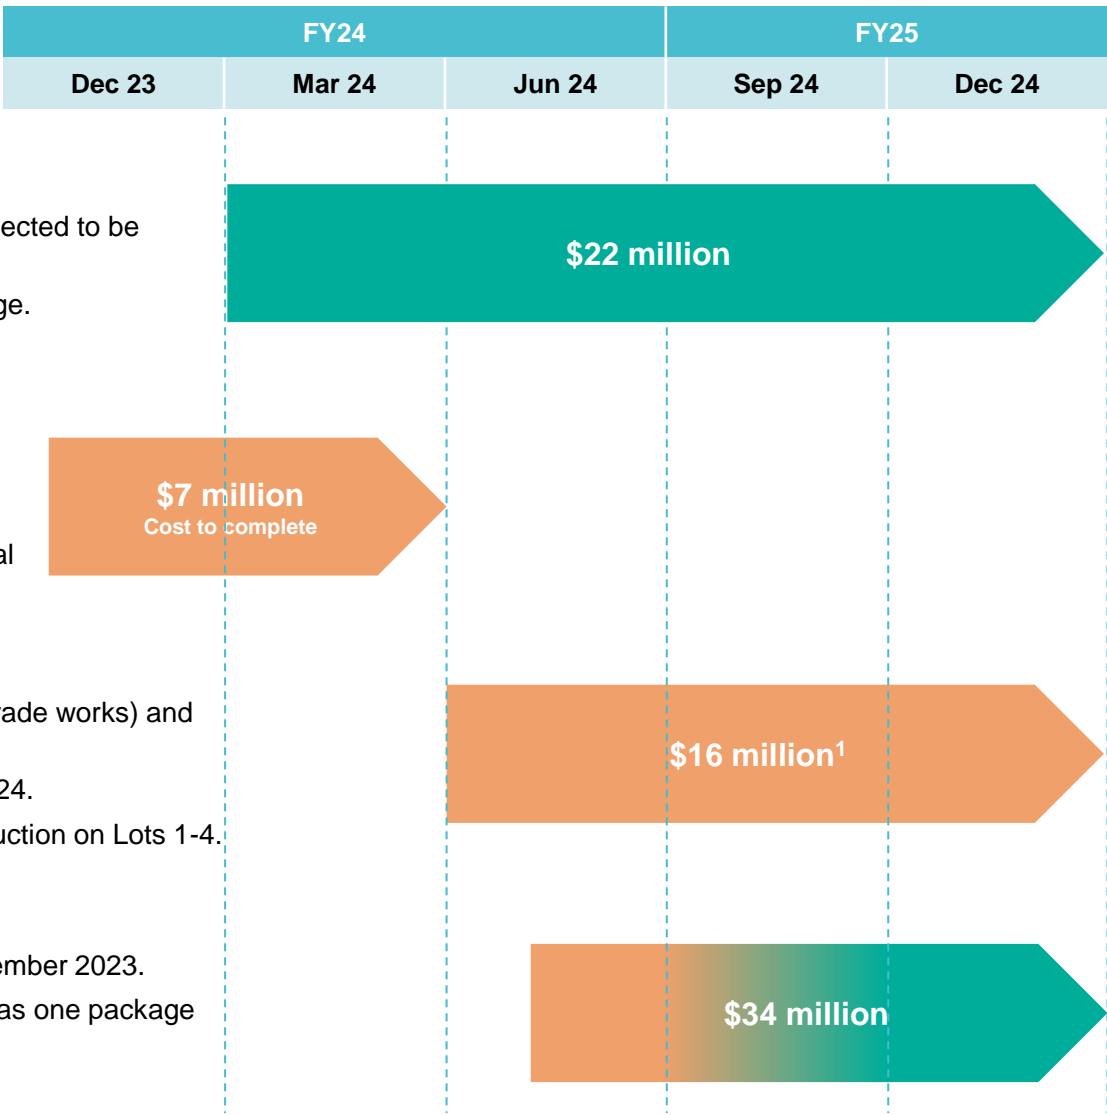 FY24 FY25
Dec 23 Mar 24 Jun 24 Sep 24 Dec 24
ected to be
$22 million
ge.
$7 million
Cost to complete
al
rade works) and
$16 million¹
24.
uction on Lots 1-4.
ember 2023.
as one package
$34 million